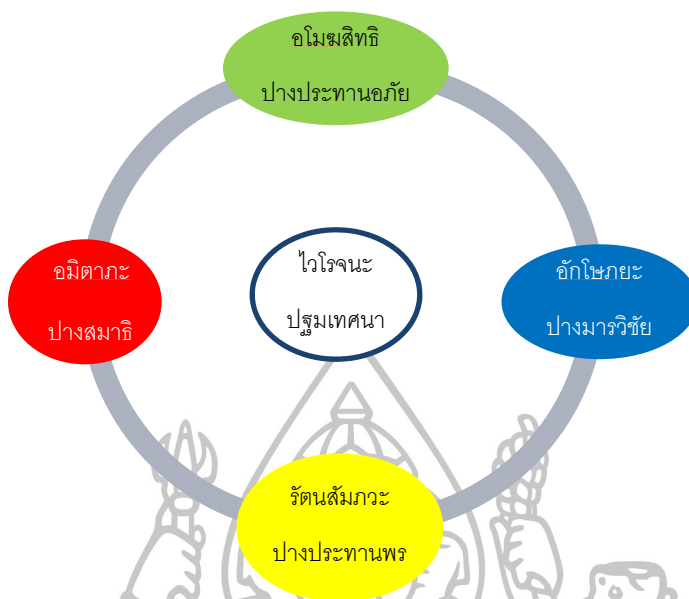 อโมฆสิทธิ
ปางประทานอภัย
อมิตาภะ
ปางสมาธิ
ไวโรจนะ
ปฐมเทศนา
อักโษภยะ
ปางมารวิชัย
รัตนสัมภวะ
ปางประทานพร